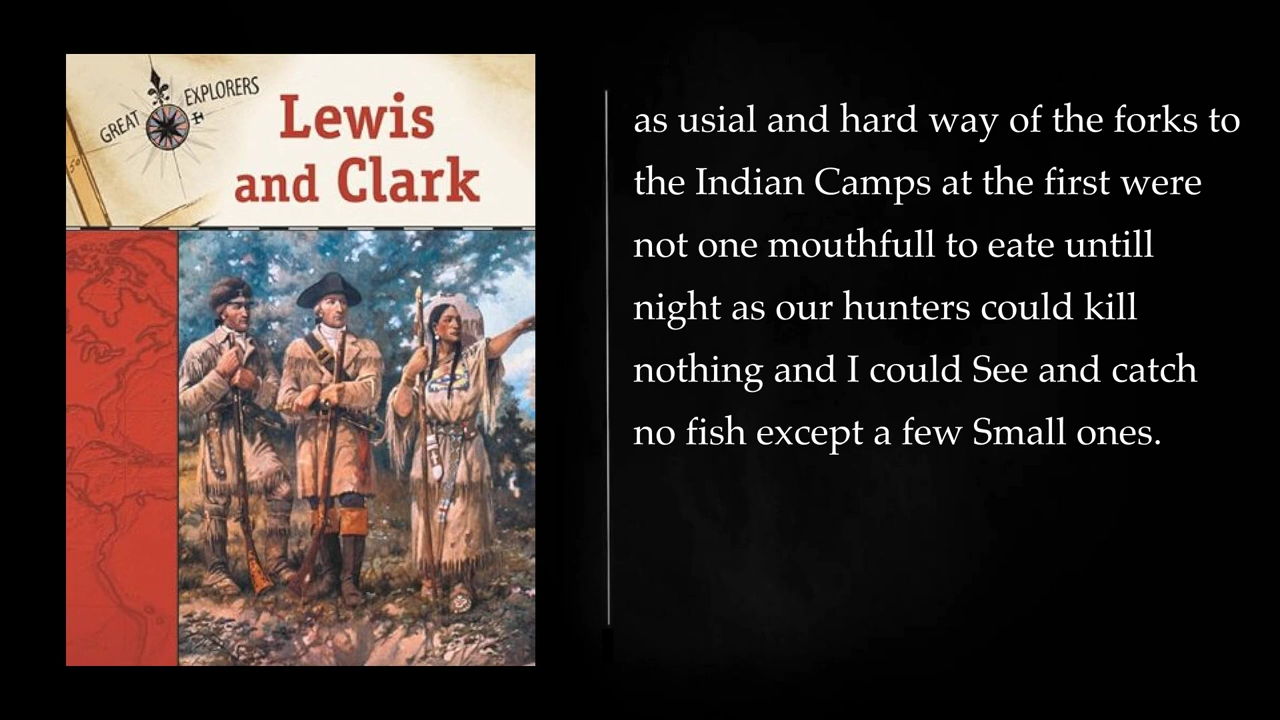 GREAT EXPLORERS
Lewis
and Clark
50
as usial and hard way of the forks to
the Indian Camps at the first were
not one mouthfull to eate untill
night as our hunters could kill
nothing and I could See and catch
no fish except a few Small ones.